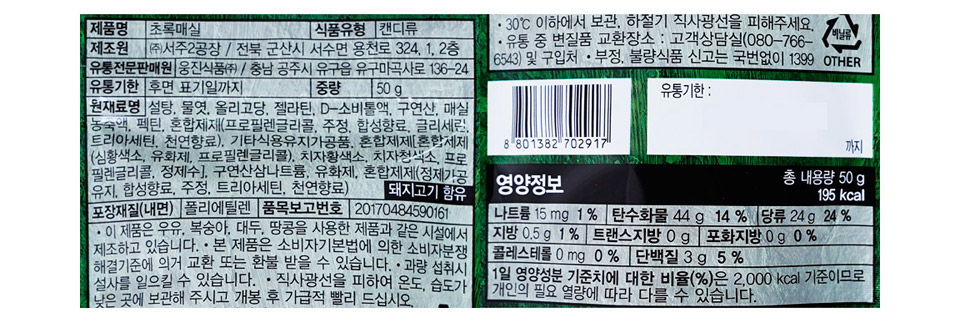 제품명 초록매실 식품유형 캔디류
제조원 ㈜서주2공장 / 전북 군산시 서수면 용천로 324, 1, 2층
유통전문판매원 웅진식품㈜ / 충남 공주시 유구읍 유구마곡사로 136-24
유통기한 후면 표기일까지 중량 50 g
원재료명 설탕, 물엿, 올리고당, 젤라틴, D-소비톨액, 구연산, 매실
농축액, 펙틴, 혼합제제(프로필렌글리콜, 주정, 합성향료, 글리세린,
트리아세틴, 천연향료), 기타식용유지가공품, 혼합제제[혼합제제
(심황색소, 유화제, 프로필렌글리콜), 치자황색소, 치자청색소, 프로
필렌글리콜, 정제수], 구연산삼나트륨, 유화제, 혼합제제(정제가공
유지, 합성향료, 주정, 트리아세틴, 천연향료) 돼지고기 함유
포장재질(내면) 폴리에틸렌 품목보고번호 20170484590161
• 이 제품은 우유, 복숭아, 대두, 땅콩을 사용한 제품과 같은 시설에서
제조하고 있습니다. • 본 제품은 소비자기본법에 의한 소비자분쟁
해결기준에 의거 교환 또는 환불 받을 수 있습니다. • 과량 섭취시
설사를 일으킬 수 있습니다. • 직사광선을 피하여 온도, 습도가
낮은 곳에 보관해 주시고 개봉 후 가급적 빨리 드십시오.
• 30℃ 이하에서 보관, 하절기 직사광선을 피해주세요.
• 유통 중 변질품 교환장소 : 고객상담실(080-766-
6543) 및 구입처 • 부정, 불량식품 신고는 국번없이 1399
비닐류
OTHER
8 801382 702917
유통기한 :
까지
영양정보 총 내용량 50 g
195 kcal
나트륨 15 mg 1 % 탄수화물 44 g 14 % 당류 24 g 24 %
지방 0.5 g 1 % 트랜스지방 0 g 포화지방 0 g 0 %
콜레스테롤 0 mg 0 % 단백질 3 g 5 %
1일 영양성분 기준치에 대한 비율(%)은 2,000 kcal 기준이므로
개인의 필요 열량에 따라 다를 수 있습니다.